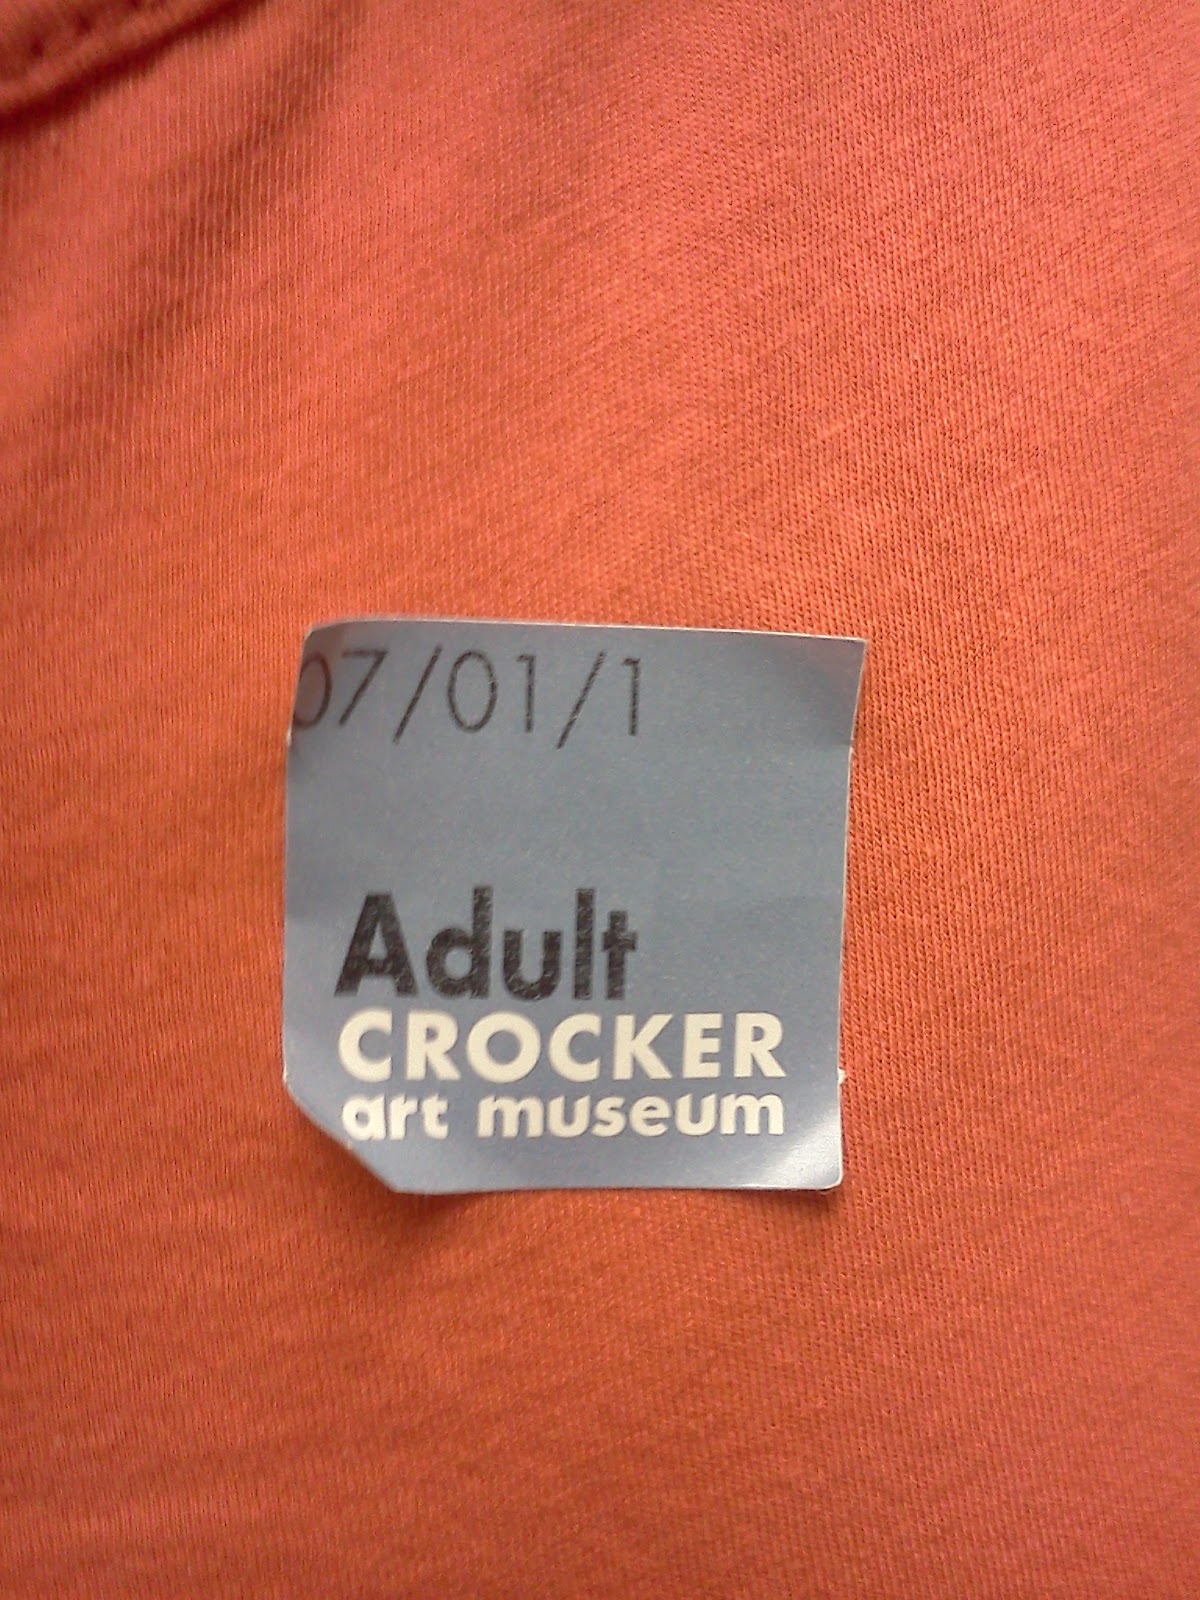 07/01/1
Adult
CROCKER
art museum